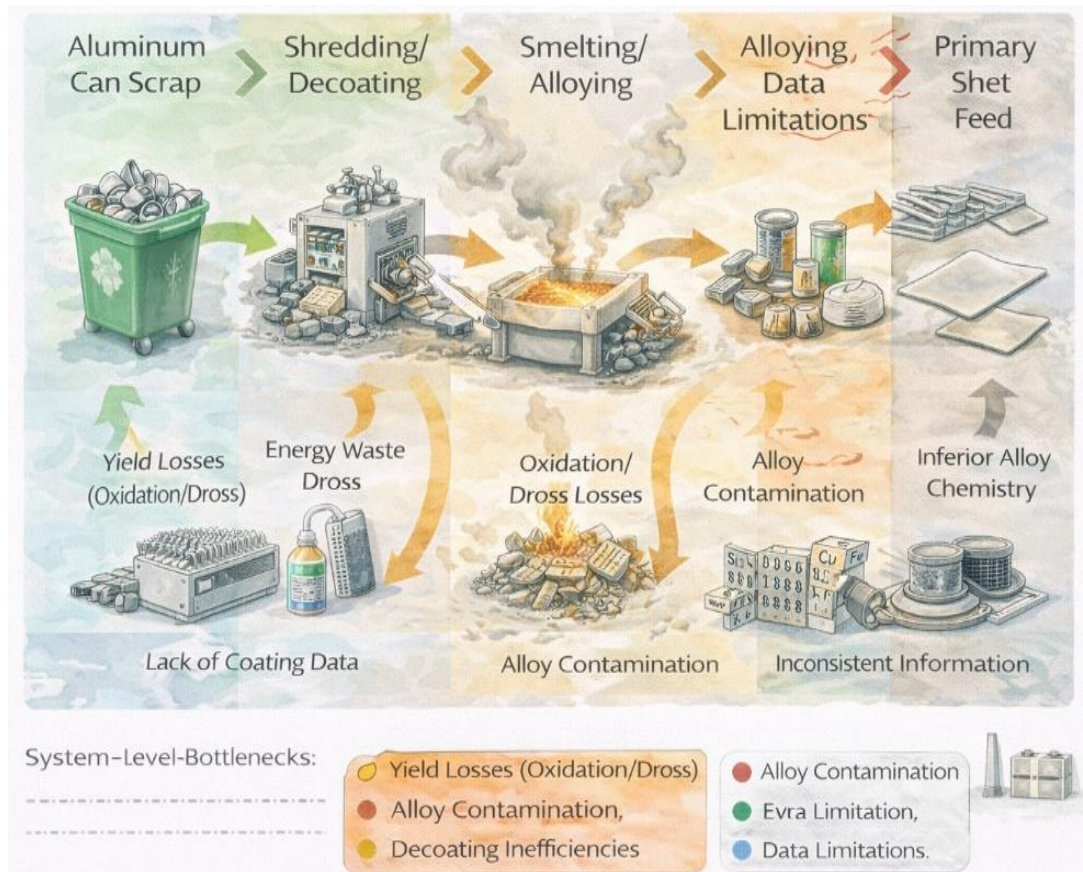 Aluminum
Can Scrap
Shredding/
Decoating
Smelting/
Alloying
Alloying,
Data
Limitations
Primary
Shet
Feed
Yield Losses
(Oxidation/Dross)
Energy Waste
Dross
Oxidation/
Dross Losses
Alloy
Contamination
Inferior Alloy
Chemistry
Cu Fe
Lack of Coating Data
Alloy Contamination
Inconsistent Information
System-Level-Bottlenecks:
Yield Losses (Oxidation/Dross)
Alloy Contamination,
Decoating Inefficiencies
Alloy Contamination
Evra Limitation,
Data Limitations.